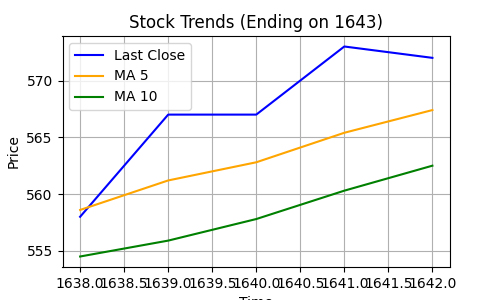 Stock Trends (Ending on 1643)
Last Close
MA 5
MA 10
Price
570
565
560
555
1638.0 1638.5 1639.0 1639.5 1640.0 1640.5 1641.0 1641.5 1642.0
Time